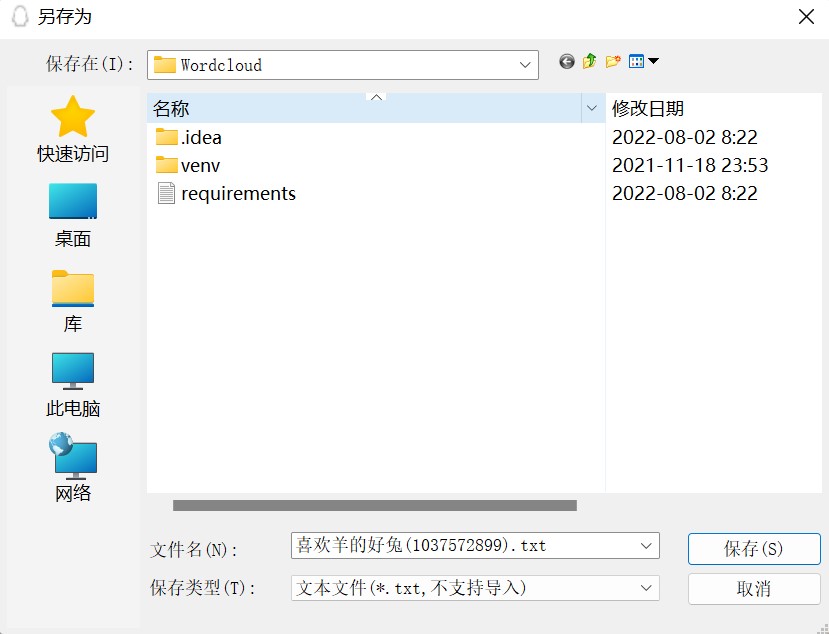 另存为
保存在(I):
Wordcloud
名称
修改日期
.idea
2022-08-02 8:22
venv
2021-11-18 23:53
requirements
2022-08-02 8:22
快速访问
桌面
库
此电脑
网络
文件名(N):
喜欢羊的好兔(1037572899).txt
保存(S)
保存类型(T):
文本文件(*.txt,不支持导入)
取消